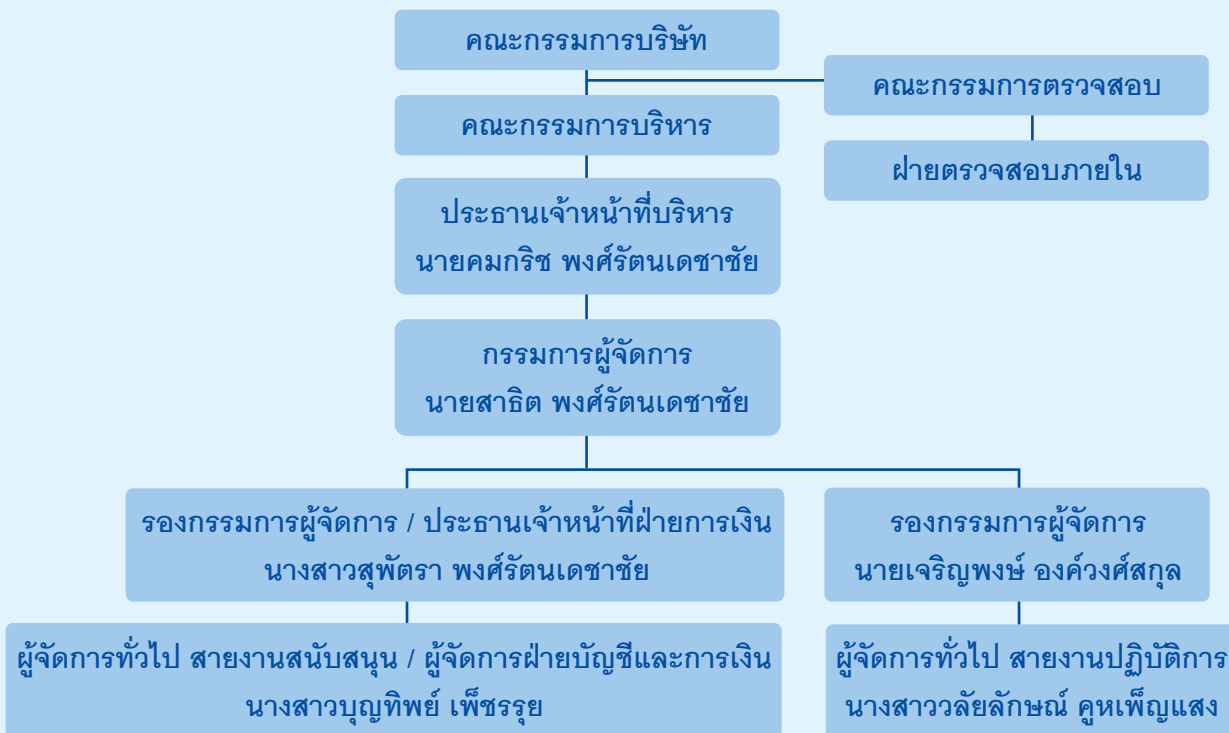 คณะกรรมการบริษัท
คณะกรรมการตรวจสอบ
คณะกรรมการบริหาร
ฝ่ายตรวจสอบภายใน
ประธานเจ้าหน้าที่บริหาร
นายคมกริช พงศ์รัตนเดชาชัย
กรรมการผู้จัดการ
นายสาธิต พงศ์รัตนเดชาชัย
รองกรรมการผู้จัดการ / ประธานเจ้าหน้าที่ฝ่ายการเงิน
นางสาวสุพัตรา พงศ์รัตนเดชาชัย
รองกรรมการผู้จัดการ
นายเจริญพงษ์ องค์วงศ์สกุล
ผู้จัดการทั่วไป สายงานสนับสนุน / ผู้จัดการฝ่ายบัญชีและการเงิน
นางสาวบุญทิพย์ เพ็ชรรุย
ผู้จัดการทั่วไป สายงานปฏิบัติการ
นางสาววลัยลักษณ์ คูหเพ็ญแสง